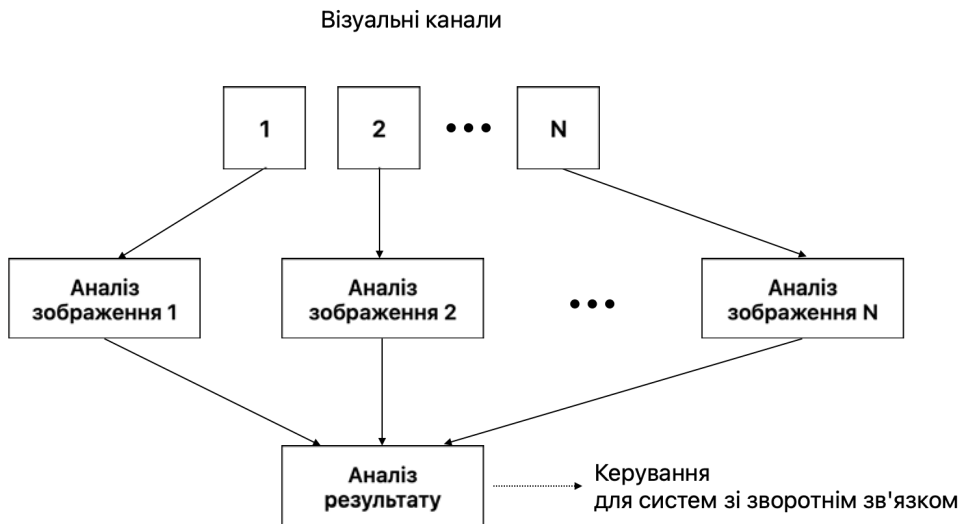 Візуальні канали
1
2
•••
N
Аналіз
зображення 1
Аналіз
зображення 2
•••
Аналіз
зображення N
Аналіз
результату
Керування
для систем зі зворотнім зв'язком